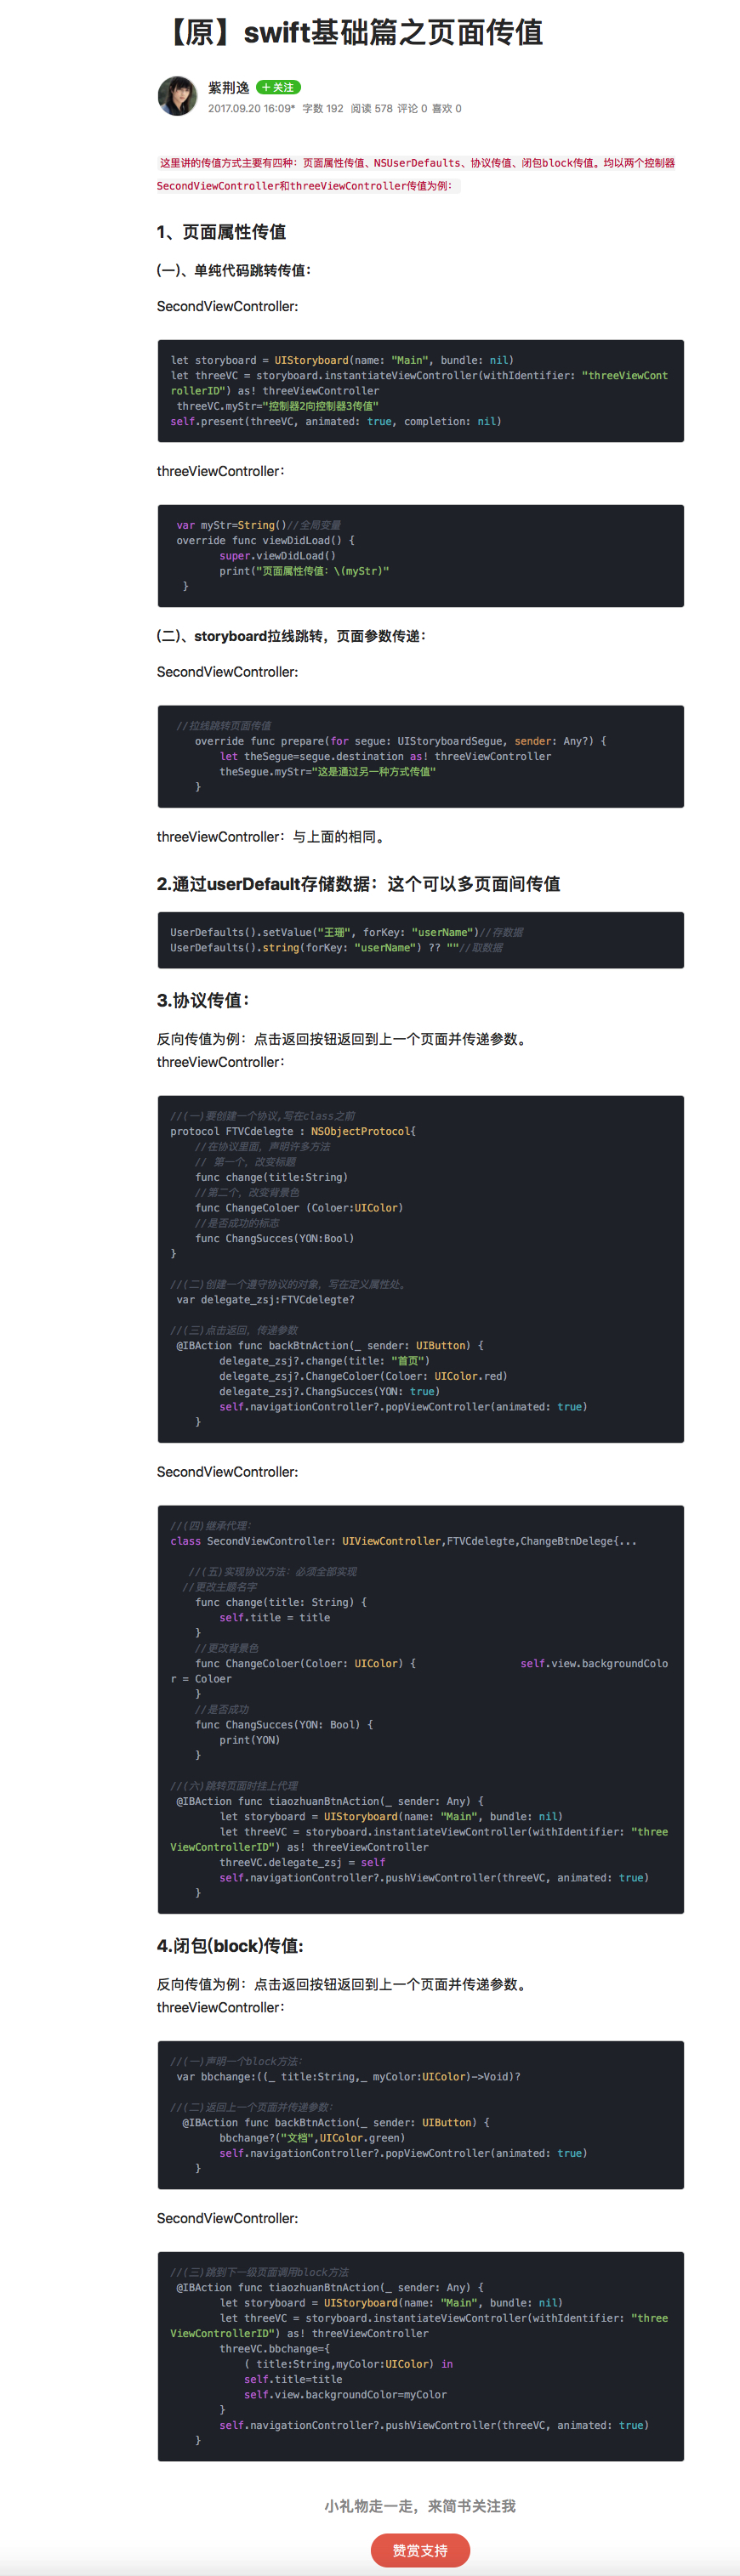 【原】swift基础篇之页面传值
紫荆逸 ＋关注
2017.09.20 16:09* 字数 192 阅读 578 评论 0 喜欢 0
这里讲的传值方式主要有四种：页面属性传值、NSUserDefaults、协议传值、闭包block传值。均以两个控制器
SecondViewController和threeViewController传值为例：
1、页面属性传值
(一)、单纯代码跳转传值：
SecondViewController:
let storyboard = UIStoryboard(name: "Main", bundle: nil)
let threeVC = storyboard.instantiateViewController(withIdentifier: "threeViewCont
rollerID") as! threeViewController
threeVC.myStr="控制器2向控制器3传值"
self.present(threeVC, animated: true, completion: nil)
threeViewController：
var myStr=String()//全局变量
override func viewDidLoad() {
super.viewDidLoad()
print("页面属性传值：\(myStr)"
}
(二)、storyboard拉线跳转，页面参数传递：
SecondViewController:
//拉线跳转页面传值
override func prepare(for segue: UIStoryboardSegue, sender: Any?) {
let theSegue=segue.destination as! threeViewController
theSegue.myStr="这是通过另一种方式传值"
}
threeViewController：与上面的相同。
2.通过userDefault存储数据：这个可以多页面间传值
UserDefaults().setValue("王珊", forKey: "userName")//存数据
UserDefaults().string(forKey: "userName") ?? ""//取数据
3.协议传值：
反向传值为例：点击返回按钮返回到上一个页面并传递参数。
threeViewController：
//(一)要创建一个协议,写在class之前
protocol FTVCdelegte : NSObjectProtocol{
//在协议里面，声明许多方法
// 第一个，改变标题
func change(title:String)
//第二个，改变背景色
func ChangeColoer (Coloer:UIColor)
//是否成功的标志
func ChangSucces(YON:Bool)
}
//(二)创建一个遵守协议的对象，写在定义属性处。
var delegate_zsj:FTVCdelegte?
//(三)点击返回，传递参数
@IBAction func backBtnAction(_ sender: UIButton) {
delegate_zsj?.change(title: "首页")
delegate_zsj?.ChangeColoer(Coloer: UIColor.red)
delegate_zsj?.ChangSucces(YON: true)
self.navigationController?.popViewController(animated: true)
}
SecondViewController:
//(四)继承代理：
class SecondViewController: UIViewController,FTVCdelegte,ChangeBtnDelege{...
//(五)实现协议方法：必须全部实现
//更改主题名字
func change(title: String) {
self.title = title
}
//更改背景色
func ChangeColoer(Coloer: UIColor) { self.view.backgroundColo
r = Coloer
}
//是否成功
func ChangSucces(YON: Bool) {
print(YON)
}
//(六)跳转页面时挂上代理
@IBAction func tiaozhuanBtnAction(_ sender: Any) {
let storyboard = UIStoryboard(name: "Main", bundle: nil)
let threeVC = storyboard.instantiateViewController(withIdentifier: "three
ViewControllerID") as! threeViewController
threeVC.delegate_zsj = self
self.navigationController?.pushViewController(threeVC, animated: true)
}
4.闭包(block)传值:
反向传值为例：点击返回按钮返回到上一个页面并传递参数。
threeViewController：
//(一)声明一个block方法：
var bbchange:((_ title:String,_ myColor:UIColor)->Void)?
//(二)返回上一个页面并传递参数：
@IBAction func backBtnAction(_ sender: UIButton) {
bbchange?("文档",UIColor.green)
self.navigationController?.popViewController(animated: true)
}
SecondViewController:
//(三)跳到下一级页面调用block方法
@IBAction func tiaozhuanBtnAction(_ sender: Any) {
let storyboard = UIStoryboard(name: "Main", bundle: nil)
let threeVC = storyboard.instantiateViewController(withIdentifier: "three
ViewControllerID") as! threeViewController
threeVC.bbchange={
( title:String,myColor:UIColor) in
self.title=title
self.view.backgroundColor=myColor
}
self.navigationController?.pushViewController(threeVC, animated: true)
}
小礼物走一走，来简书关注我
赞赏支持